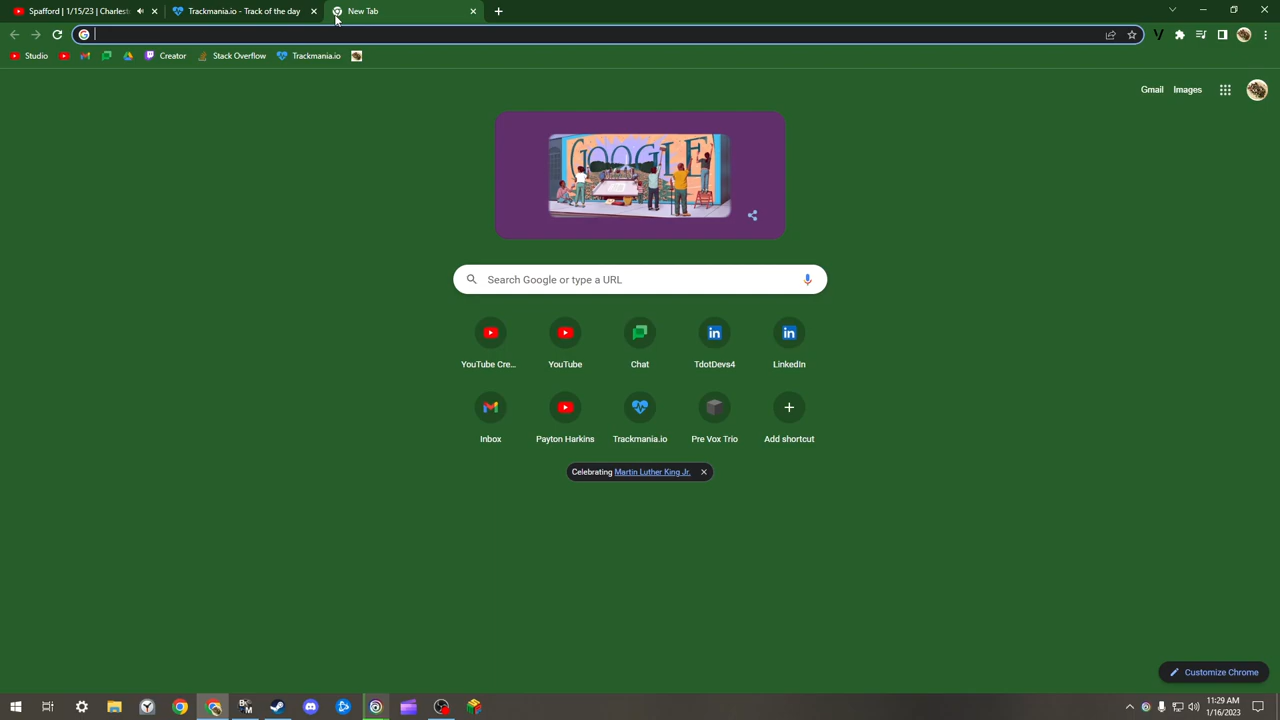 Spafford | 1/15/23 | Charlest
Trackmania.io - Track of the day
New Tab
Studio
Creator
Stack Overflow
Trackmania.io
Gmail
Images
GOOGLE
Search Google or type a URL
YouTube Cre...
YouTube
Chat
TdotDevs4
LinkedIn
Inbox
Payton Harkins
Trackmania.io
Pre Vox Trio
Add shortcut
Celebrating Martin Luther King Jr.
Customize Chrome
11:29 AM
1/16/2023